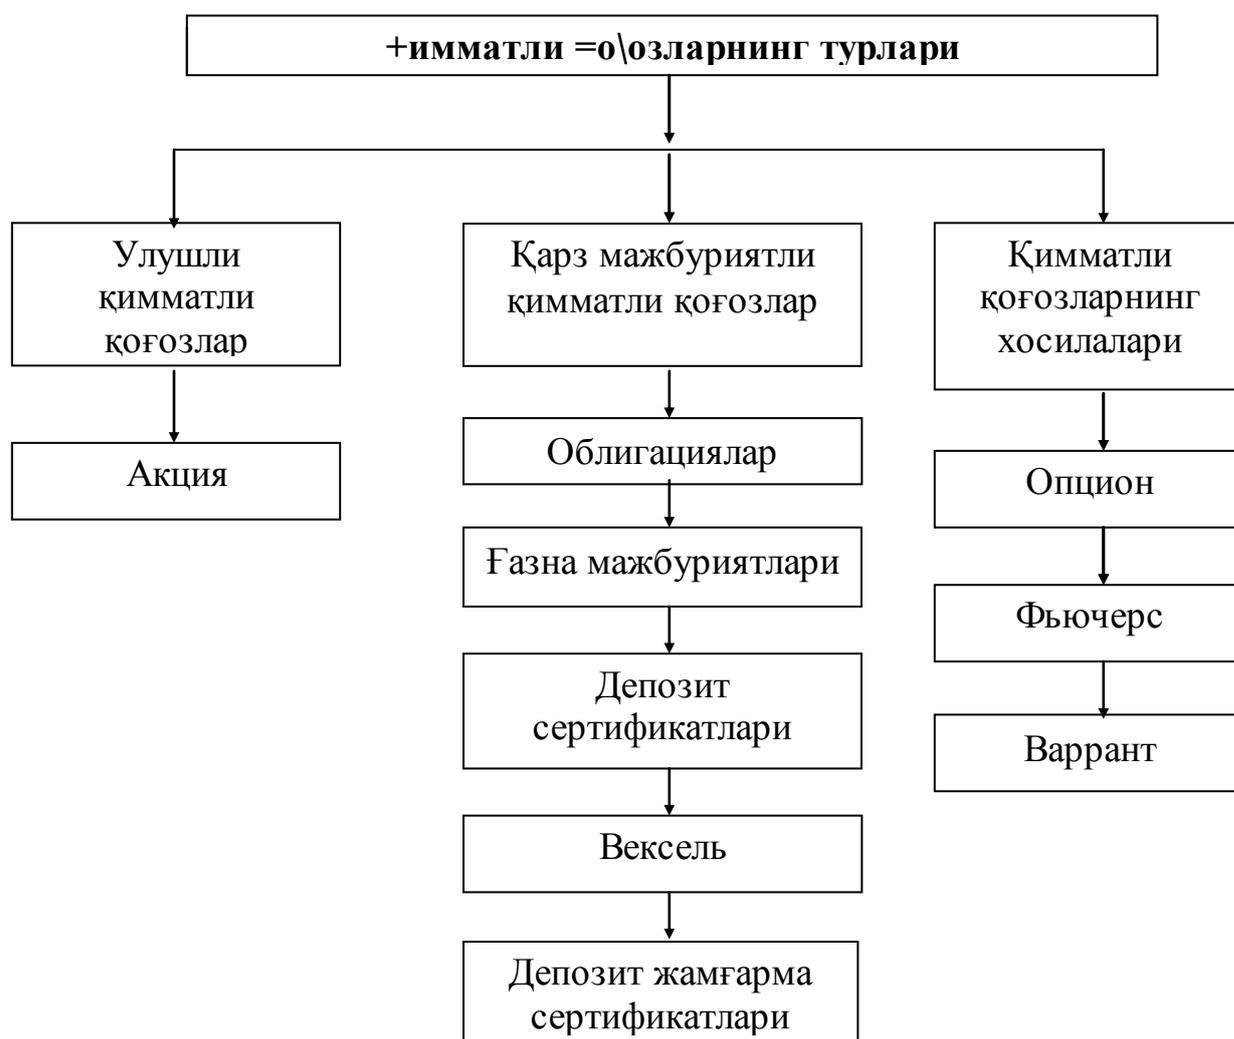 +имматли =о\озларнинг турлари
Улушли
қимматли
қоғозлар
Қарз мажбуриятли
қимматли қоғозлар
Қимматли
қоғозларнинг
хосилалари
Акция
Облигациялар
Опцион
Ғазна мажбуриятлари
Фьючерс
Депозит
сертификатлари
Варрант
Вексель
Депозит жамғарма
сертификатлари